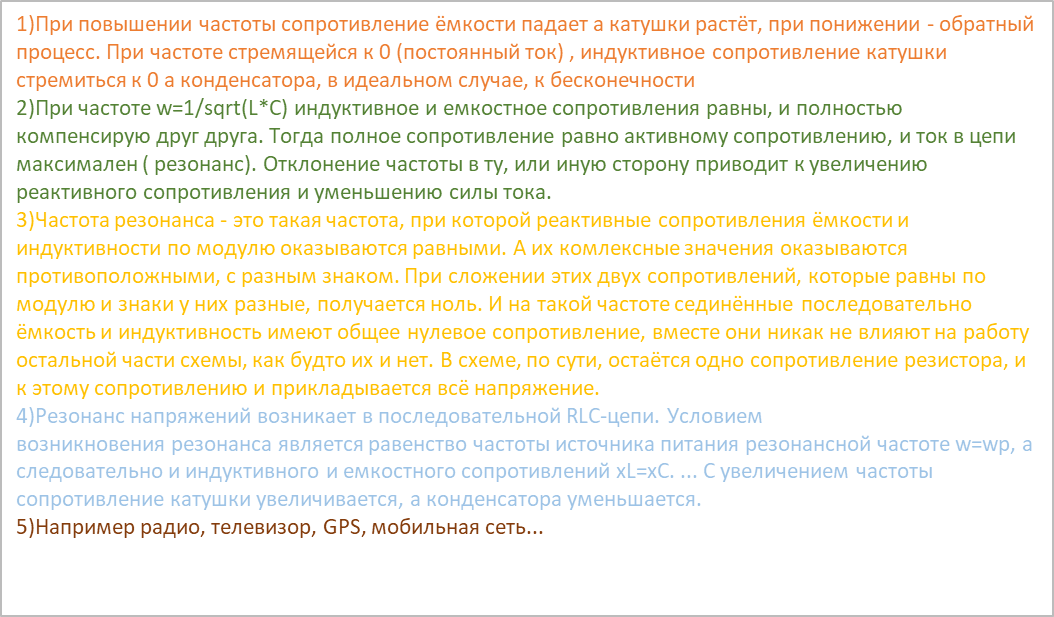 1)При повышении частоты сопротивление ёмкости падает а катушки растёт, при понижении - обратный
процесс. При частоте стремящейся к 0 (постоянный ток) , индуктивное сопротивление катушки
стремиться к 0 а конденсатора, в идеальном случае, к бесконечности
2)При частоте w=1/sqrt(L*C) индуктивное и емкостное сопротивления равны, и полностью
компенсирую друг друга. Тогда полное сопротивление равно активному сопротивлению, и ток в цепи
максимален ( резонанс). Отклонение частоты в ту, или иную сторону приводит к увеличению
реактивного сопротивления и уменьшению силы тока.
3)Частота резонанса - это такая частота, при которой реактивные сопротивления ёмкости и
индуктивности по модулю оказываются равными. А их комлексные значения оказываются
противоположными, с разным знаком. При сложении этих двух сопротивлений, которые равны по
модулю и знаки у них разные, получается ноль. И на такой частоте сединённые последовательно
ёмкость и индуктивность имеют общее нулевое сопротивление, вместе они никак не влияют на работу
остальной части схемы, как будто их и нет. В схеме, по сути, остаётся одно сопротивление резистора, и
к этому сопротивлению и прикладывается всё напряжение.
4)Резонанс напряжений возникает в последовательной RLC-цепи. Условием
возникновения резонанса является равенство частоты источника питания резонансной частоте w=wр, а
следовательно и индуктивного и емкостного сопротивлений xL=xC. ... С увеличением частоты
сопротивление катушки увеличивается, а конденсатора уменьшается.
5)Например радио, телевизор, GPS, мобильная сеть...